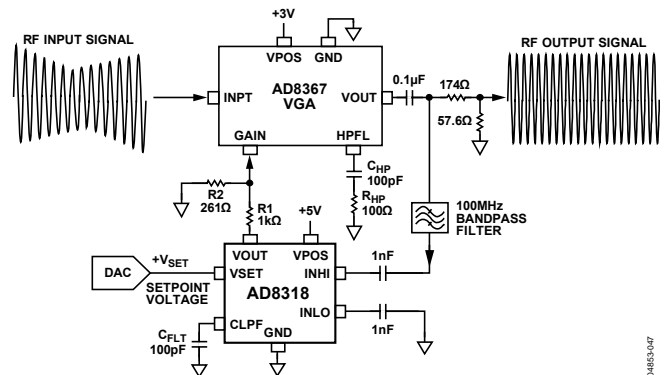 RF INPUT SIGNAL
+3V
VPOS
GND
AD8367
VGA
INPT
VOUT
GAIN
HPFL
0.1µF
174Ω
57.6Ω
RF OUTPUT SIGNAL
R2
261Ω
R1
1kΩ
CHP
100pF
RHP
100Ω
100MHz
BANDPASS
FILTER
+5V
DAC
+VSET
SETPOINT
VOLTAGE
VOUT
VPOS
VSET
INHI
AD8318
CLPF
GND
INLO
1nF
1nF
CFLT
100pF
04853-047